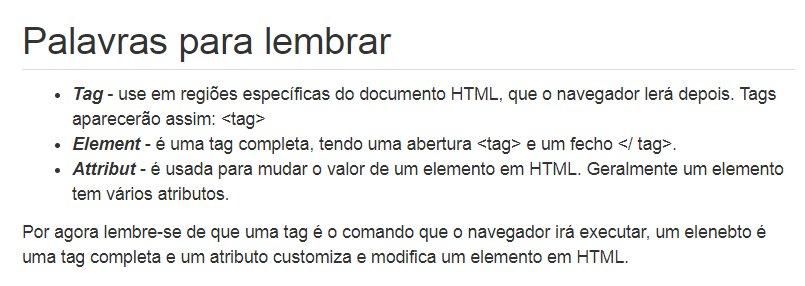 Palavras para lembrar
• Tag - use em regiões específicas do documento HTML, que o navegador lerá depois. Tags
aparecerão assim: <tag>
• Element - é uma tag completa, tendo uma abertura <tag> e um fecho </ tag>.
• Attribut - é usada para mudar o valor de um elemento em HTML. Geralmente um elemento
tem vários atributos.
Por agora lembre-se de que uma tag é o comando que o navegador irá executar, um elenebto é
uma tag completa e um atributo customiza e modifica um elemento em HTML.